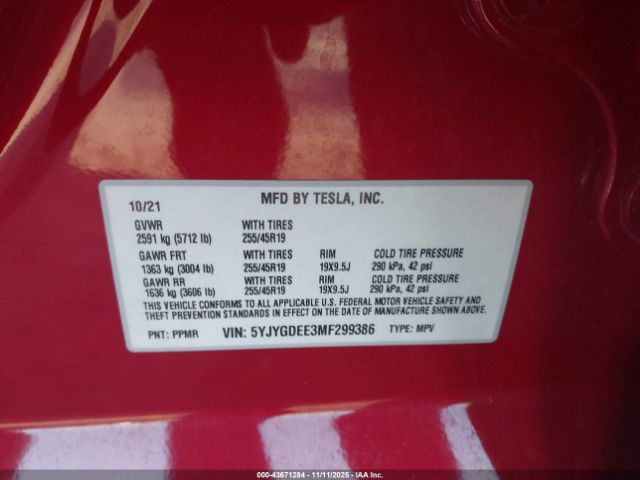 MFD BY TESLA, INC.
10/21
GVWR WITH TIRES
2591 kg (5712 lb) 255/45R19
GAWR FRT WITH TIRES RIM COLD TIRE PRESSURE
1363 kg (3004 lb) 255/45R19 19X9.5J 290 kPa, 42 psi
GAWR RR WITH TIRES RIM COLD TIRE PRESSURE
1636 kg (3606 lb) 255/45R19 19X9.5J 290 kPa, 42 psi
THIS VEHICLE CONFORMS TO ALL APPLICABLE U.S. FEDERAL MOTOR VEHICLE SAFETY AND
THEFT PREVENTION STANDARDS IN EFFECT ON THE DATE OF MANUFACTURE SHOWN ABOVE.
PNT: PPMR VIN: 5YJYGDEE3MF299386 TYPE: MPV
000-43671284 - 11/11/2025 - IAA Inc.